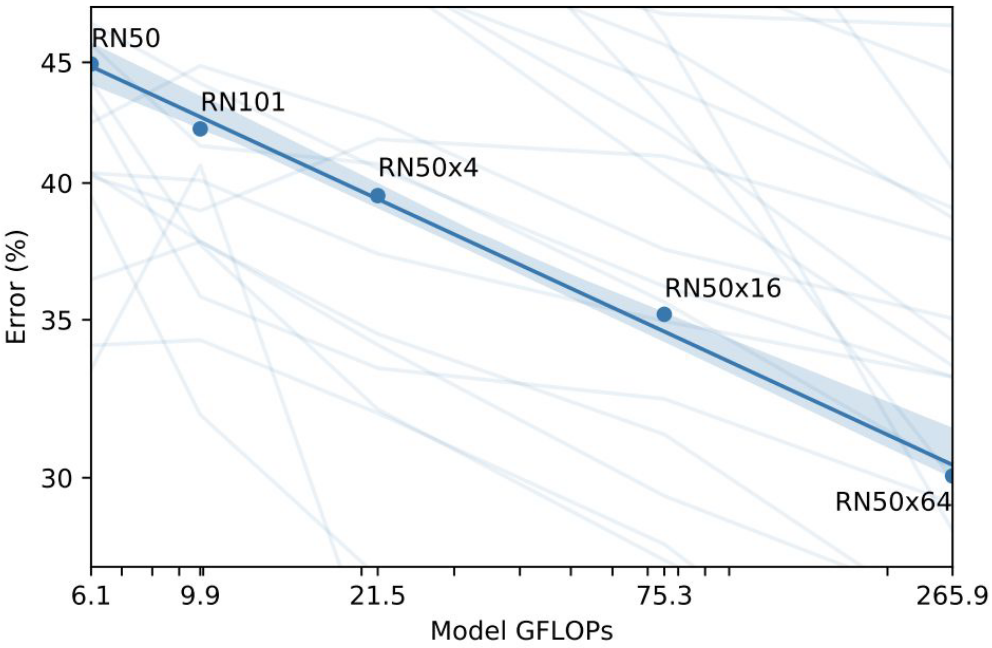 RN50
45
RN101
RN50x4
40
Error (%)
RN50x16
35
30
RN50x64
6.1 9.9 21.5 75.3 265.9
Model GFLOPs